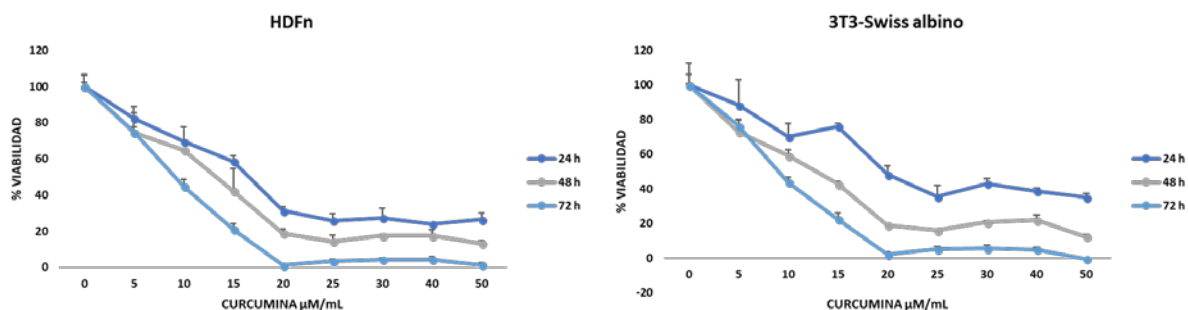 HDFn
120
100
80
60
40
20
0
% VIABILIDAD
0 5 10 15 20 25 30 40 50
CURCUMINA µM/mL
24 h
48 h
72 h
3T3-Swiss albino
120
100
80
60
40
20
0
-20
% VIABILIDAD
0 5 10 15 20 25 30 40 50
CURCUMINA µM/mL
24 h
48 h
72 h